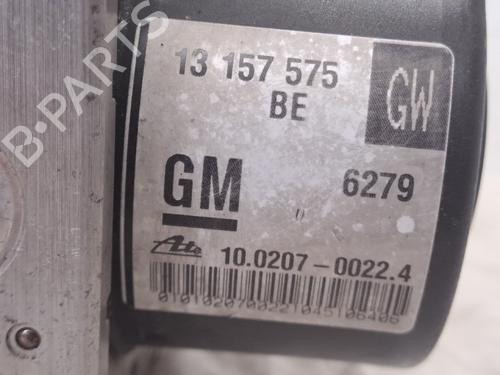 13 157 575
BE
GW
GM
6279
Ate
10.0207-0022.4
B-PARTS